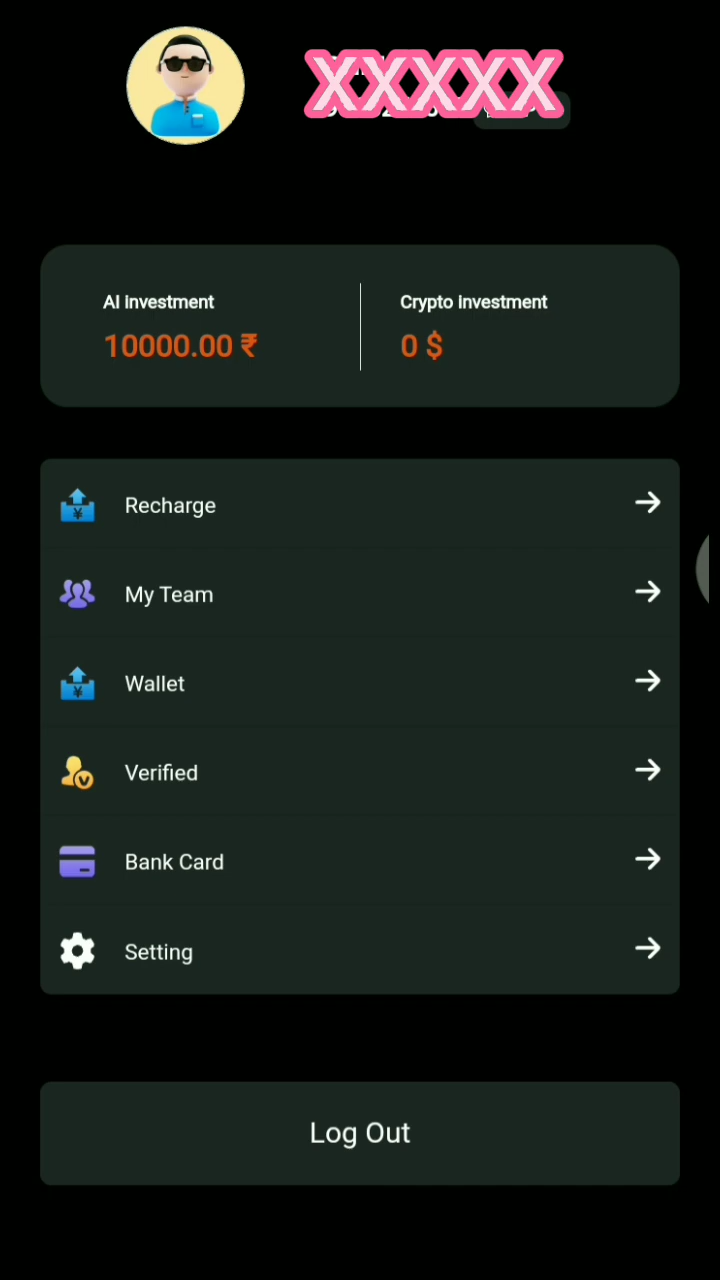 XXXXX
AI investment
Crypto investment
10000.00 ₹
0 $
Recharge
My Team
Wallet
Verified
Bank Card
Setting
Log Out